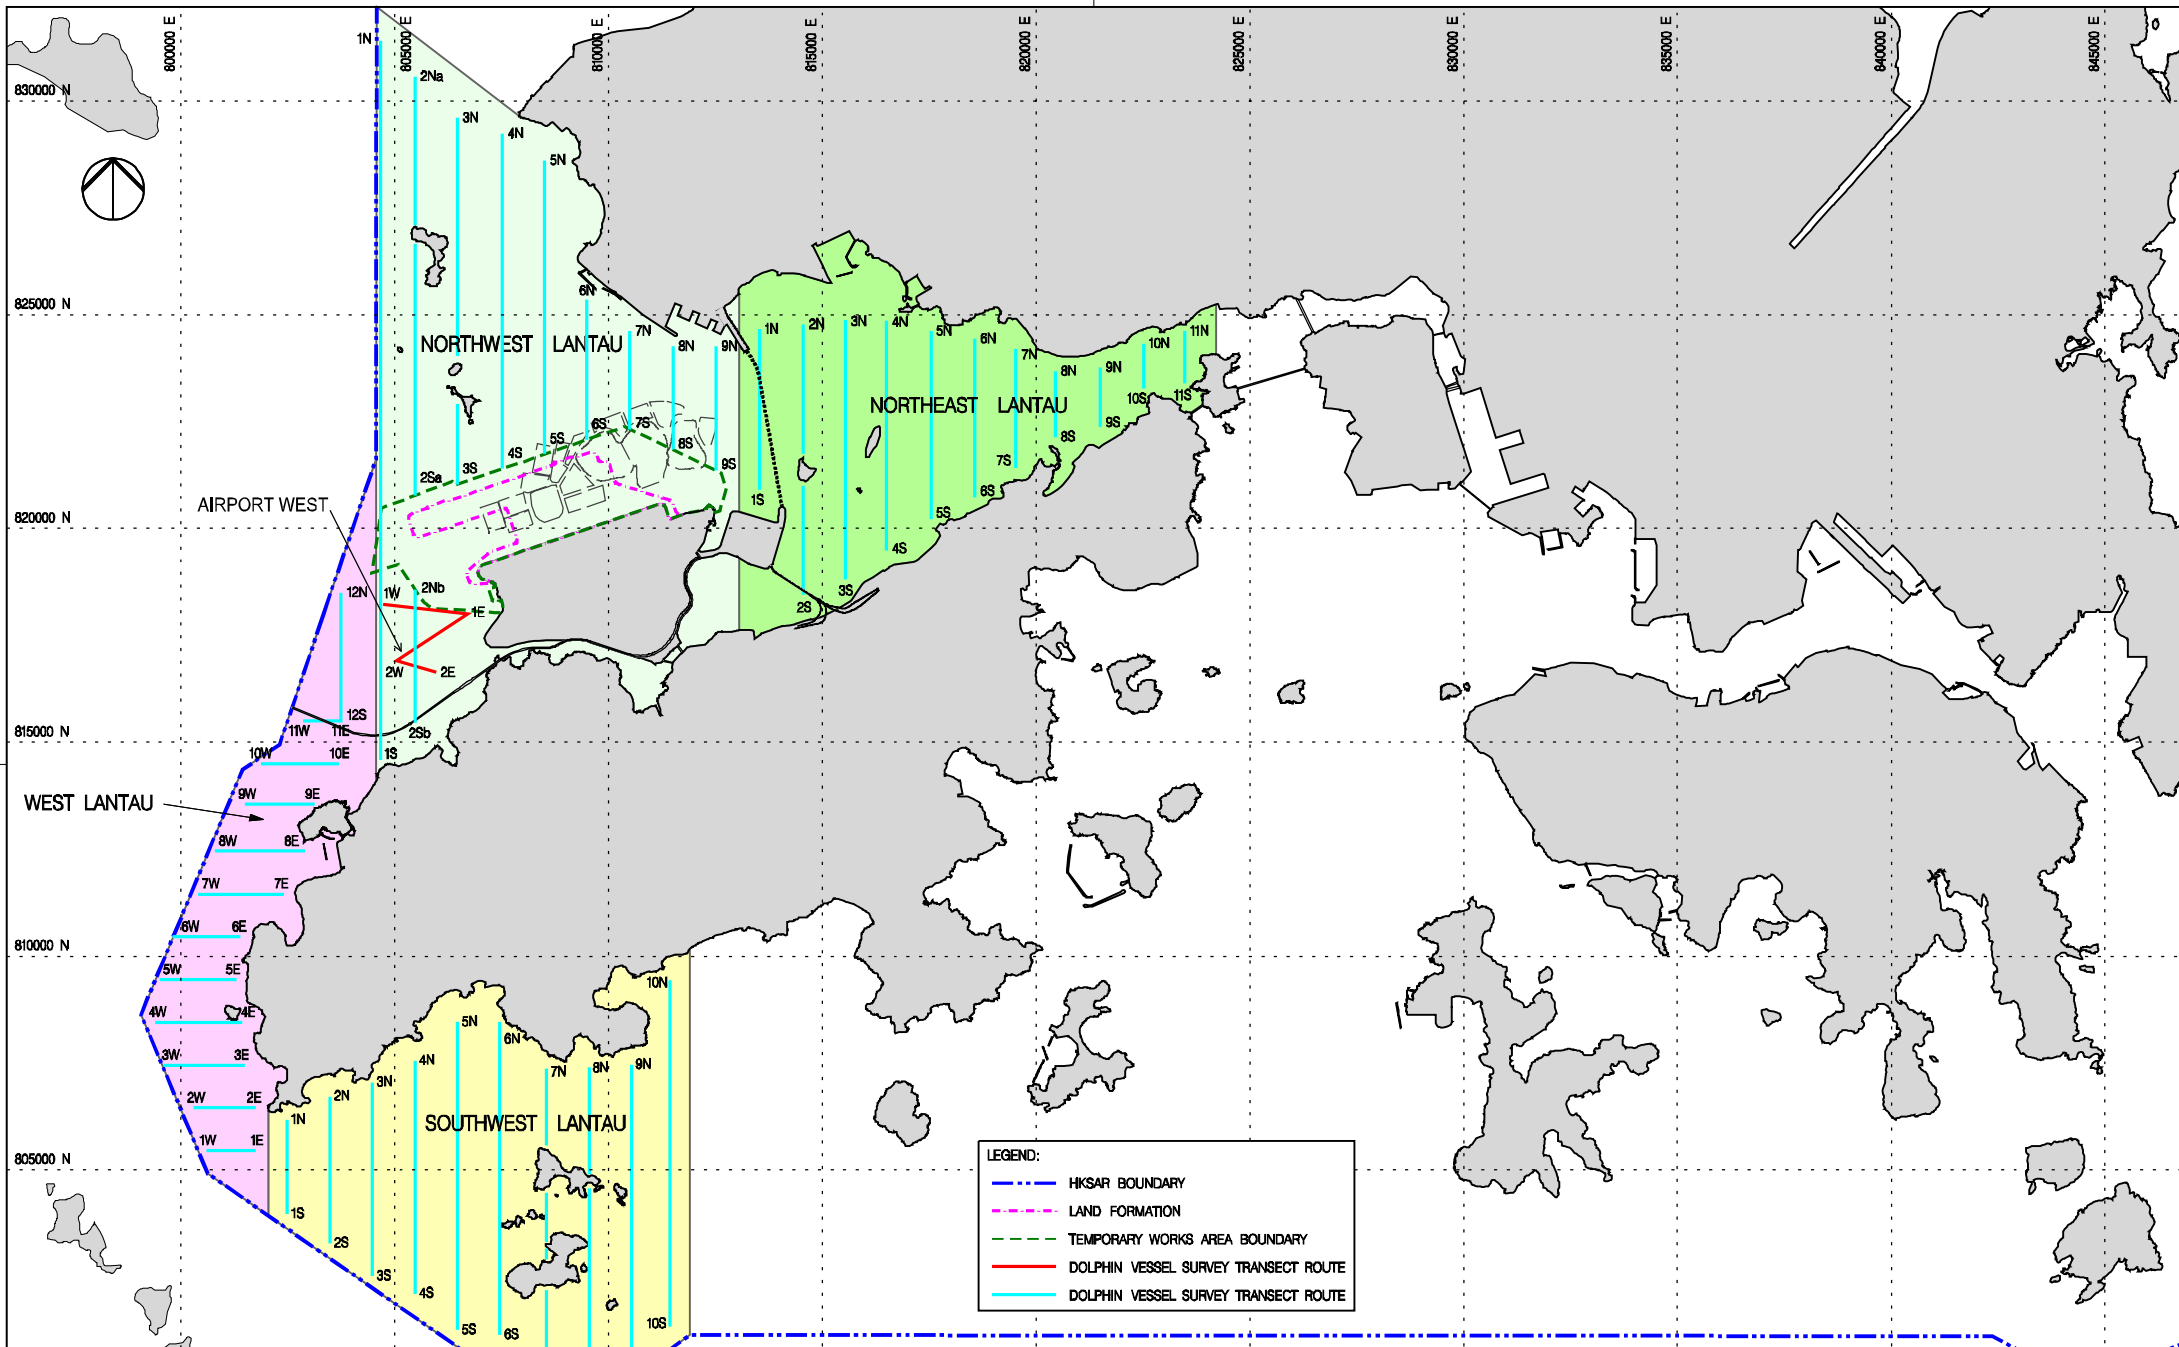 800000 E
805000 E
810000 E
815000 E
820000 E
825000 E
830000 E
835000 E
840000 E
845000 E
830000 N
825000 N
820000 N
815000 N
810000 N
805000 N
1N
2Na
3N
4N
5N
6N
7N
8N
9N
NORTHWEST LANTAU
2Sa
3S
4S
5S
6S
7S
8S
9S
1N
2N
3N
4N
5N
6N
7N
8N
9N
10N
11N
NORTHEAST LANTAU
1S
2S
3S
4S
5S
6S
7S
8S
9S
10S
11S
AIRPORT WEST
1W
2Nb
1E
2W
2E
2Sb
1S
12N
12S
11W
11E
10W
10E
WEST LANTAU
9W
9E
8W
8E
7W
7E
6W
6E
5W
5E
4W
4E
3W
3E
2W
2E
1W
1E
1N
2N
3N
4N
5N
6N
7N
8N
9N
10N
SOUTHWEST LANTAU
1S
2S
3S
4S
5S
6S
10S
LEGEND:
HKSAR BOUNDARY
LAND FORMATION
TEMPORARY WORKS AREA BOUNDARY
DOLPHIN VESSEL SURVEY TRANSECT ROUTE
DOLPHIN VESSEL SURVEY TRANSECT ROUTE